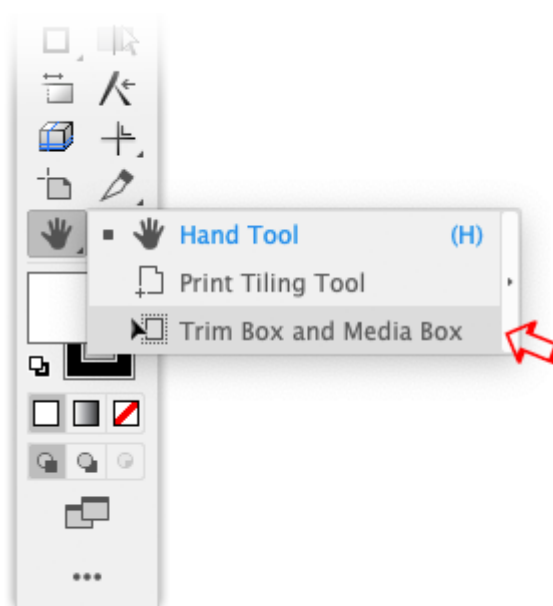 Hand Tool (H)
Print Tiling Tool
Trim Box and Media Box